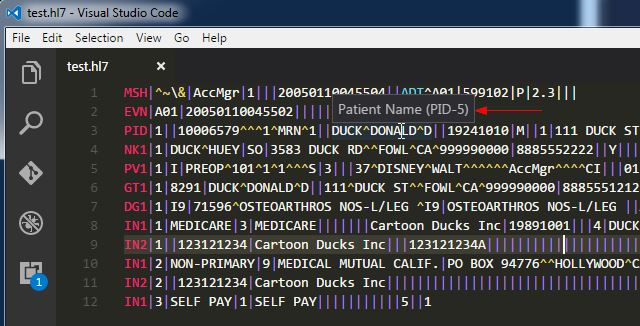 test.hl7 - Visual Studio Code
File Edit Selection View Go Help
test.hl7
1 MSH|^~\&|AccMgr|1|||20050110045504||ADT^A01|599102|P|2.3|||
2 EVN|A01|20050110045502|||||
Patient Name (PID-5)
3 PID|1||10006579^^^1^MRN^1||DUCK^DONALD^D||19241010|M||1|111 DUCK ST
4 NK1|1|DUCK^HUEY|SO|3583 DUCK RD^^FOWL^CA^999990000|8885552222||Y|||
5 PV1|1|I|PREOP^101^1^1^^^S|3|||37^DISNEY^WALT^^^^^^AccMgr^^^^CI|||01
6 GT1|1|8291|DUCK^DONALD^D||111^DUCK ST^^FOWL^CA^999990000|8885551212
7 DG1|1|I9|71596^OSTEOARTHROS NOS-L/LEG ^I9|OSTEOARTHROS NOS-L/LEG ||
8 IN1|1|MEDICARE|3|MEDICARE|||||||Cartoon Ducks Inc|19891001|||4|DUCK
9 IN2|1||123121234|Cartoon Ducks Inc|||123121234A||||||||||||||||||||
10 IN1|2|NON-PRIMARY|9|MEDICAL MUTUAL CALIF.|PO BOX 94776^^HOLLYWOOD^C
11 IN2|2||123121234|Cartoon Ducks Inc|||||||||||||||||||||||||||||||
12 IN1|3|SELF PAY|1|SELF PAY|||||||||||5||1
1